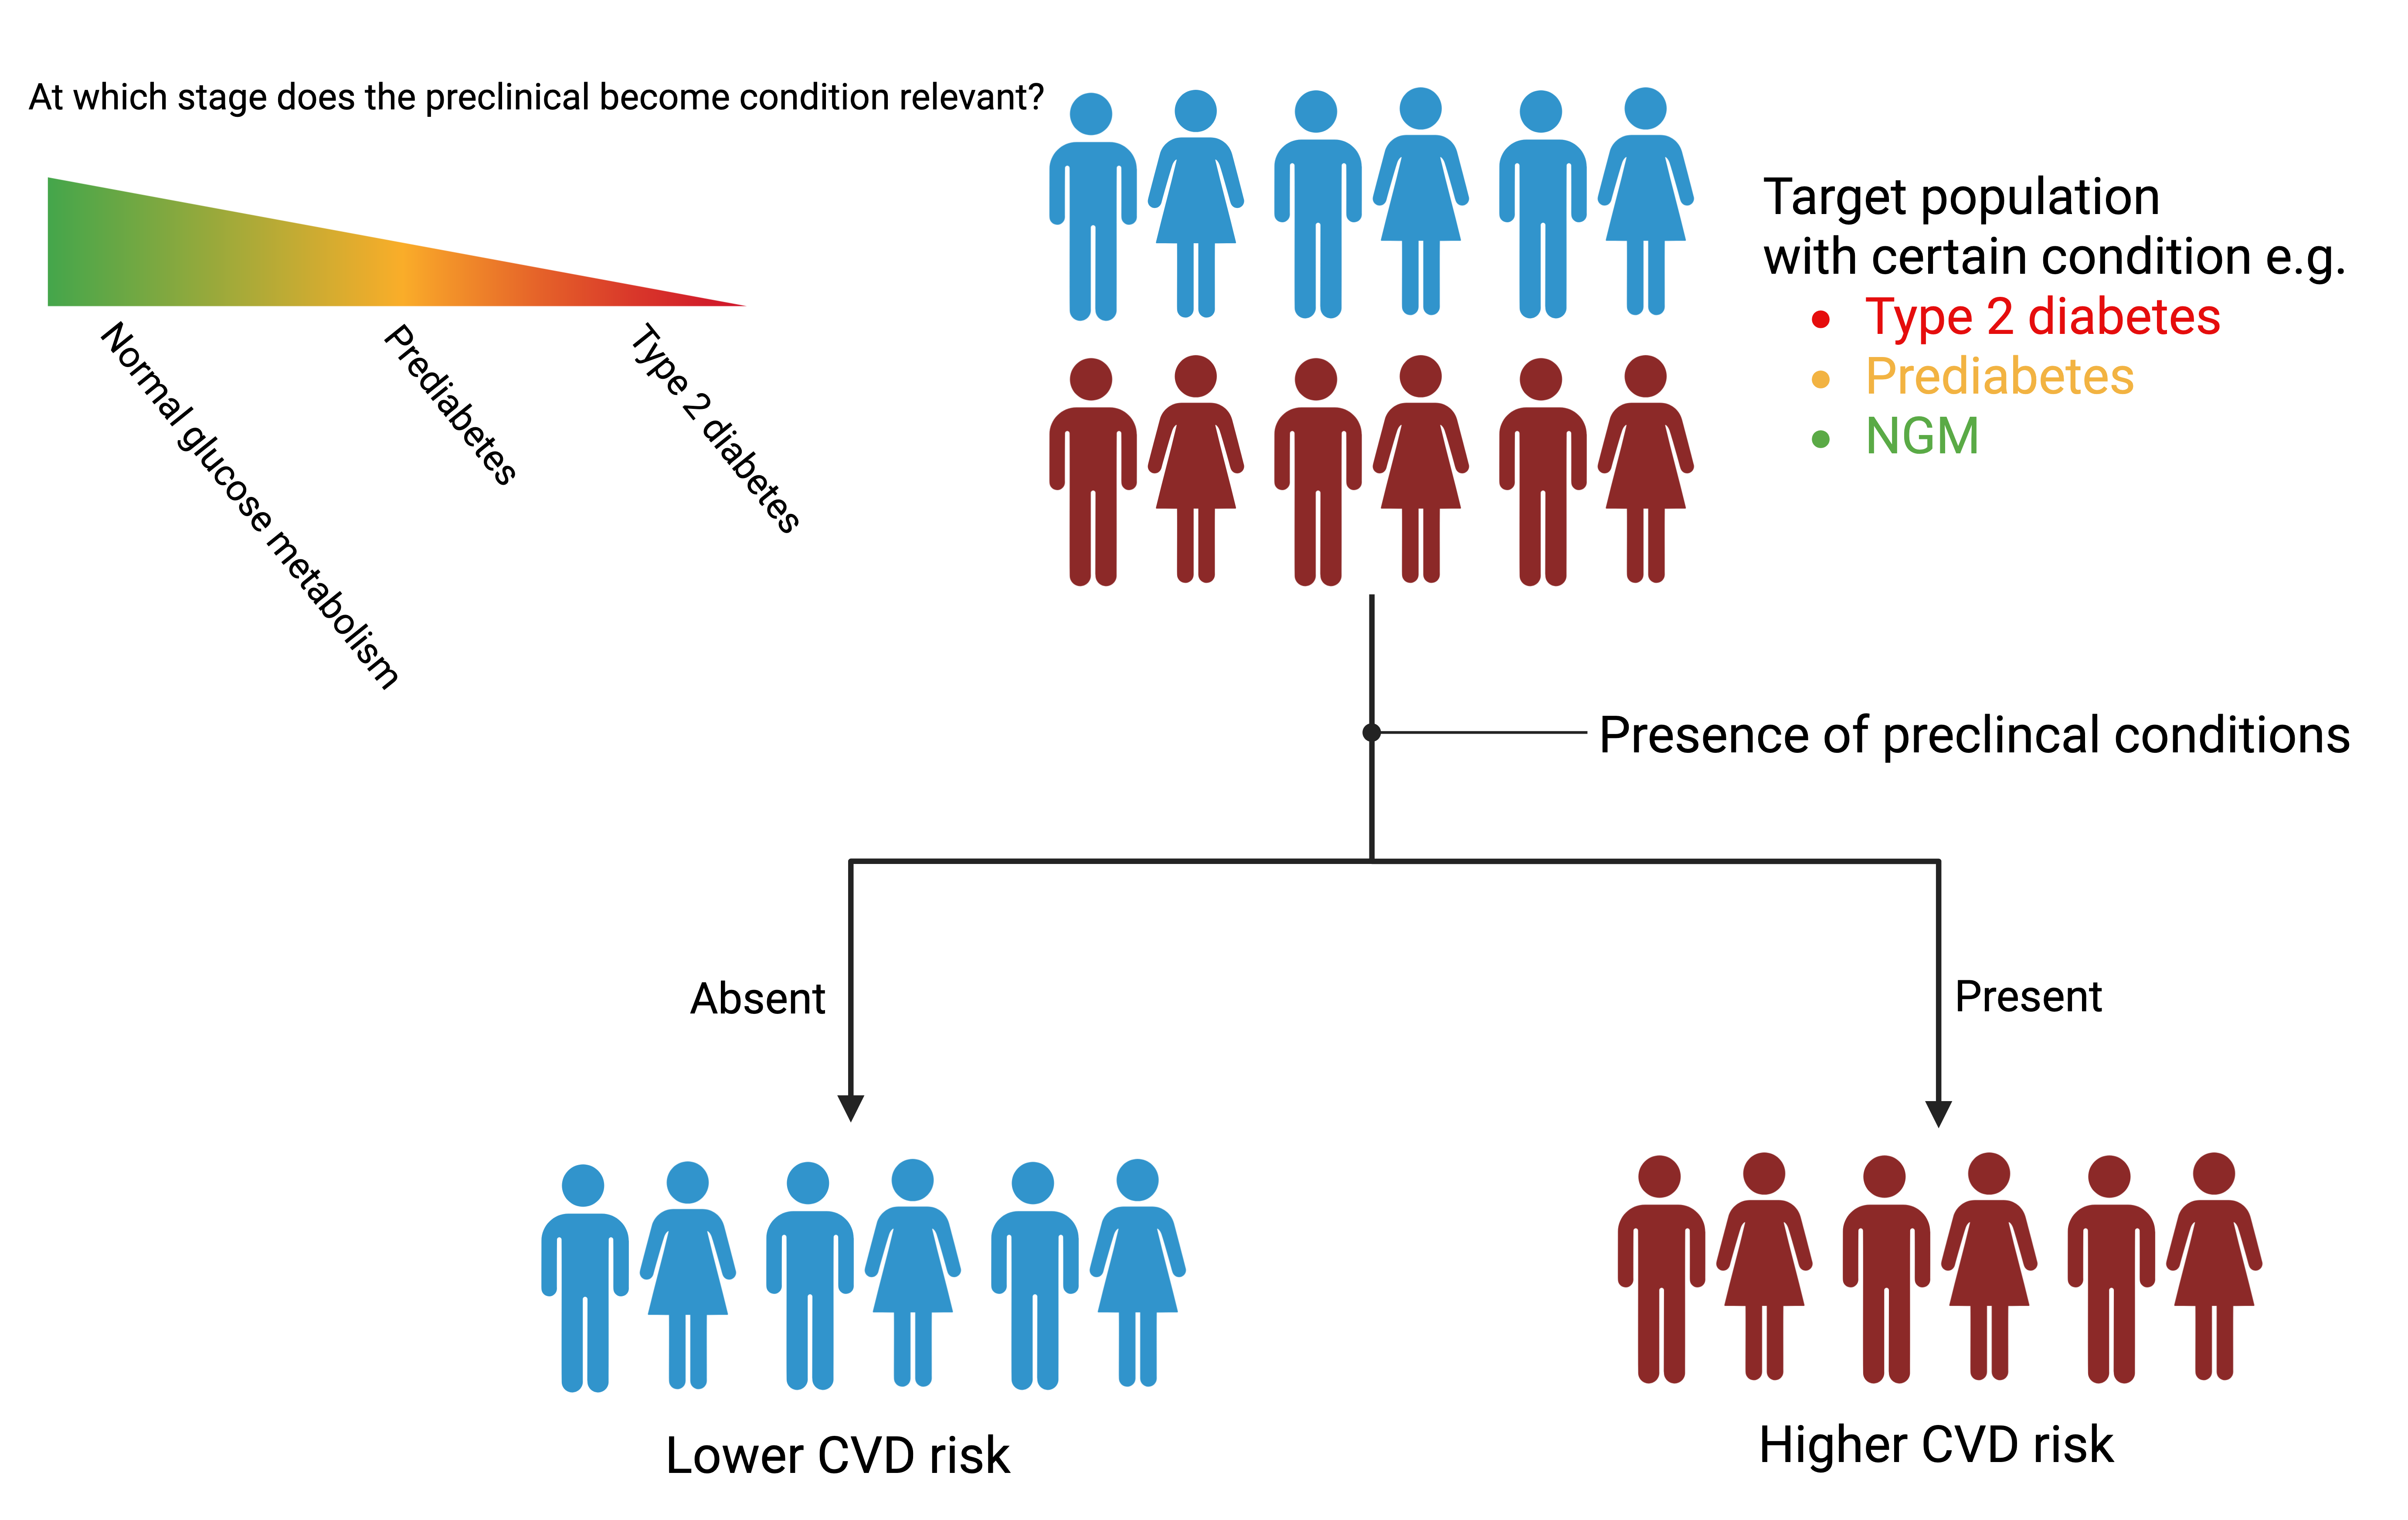 At which stage does the preclinical become condition relevant?
Normal glucose metabolism
Prediabetes
Type 2 diabetes
Target population
with certain condition e.g.
Type 2 diabetes
Prediabetes
NGM
Presence of preclincal conditions
Absent
Present
Lower CVD risk
Higher CVD risk